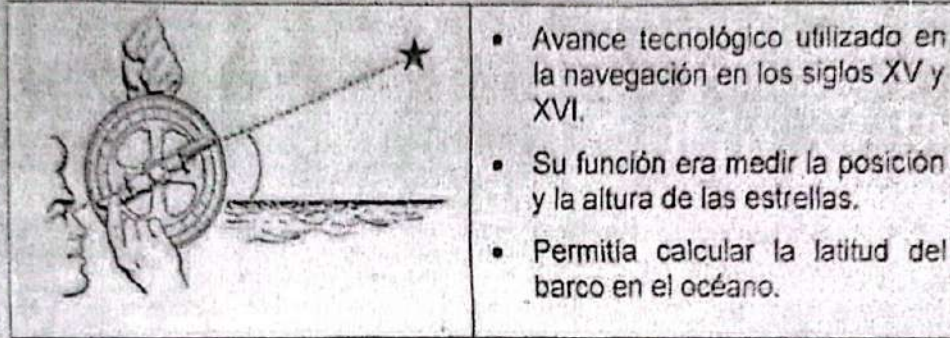 • Avance tecnológico utilizado en
la navegación en los siglos XV y
XVI.
• Su función era medir la posición
y la altura de las estrellas.
• Permitía calcular la latitud del
barco en el océano.